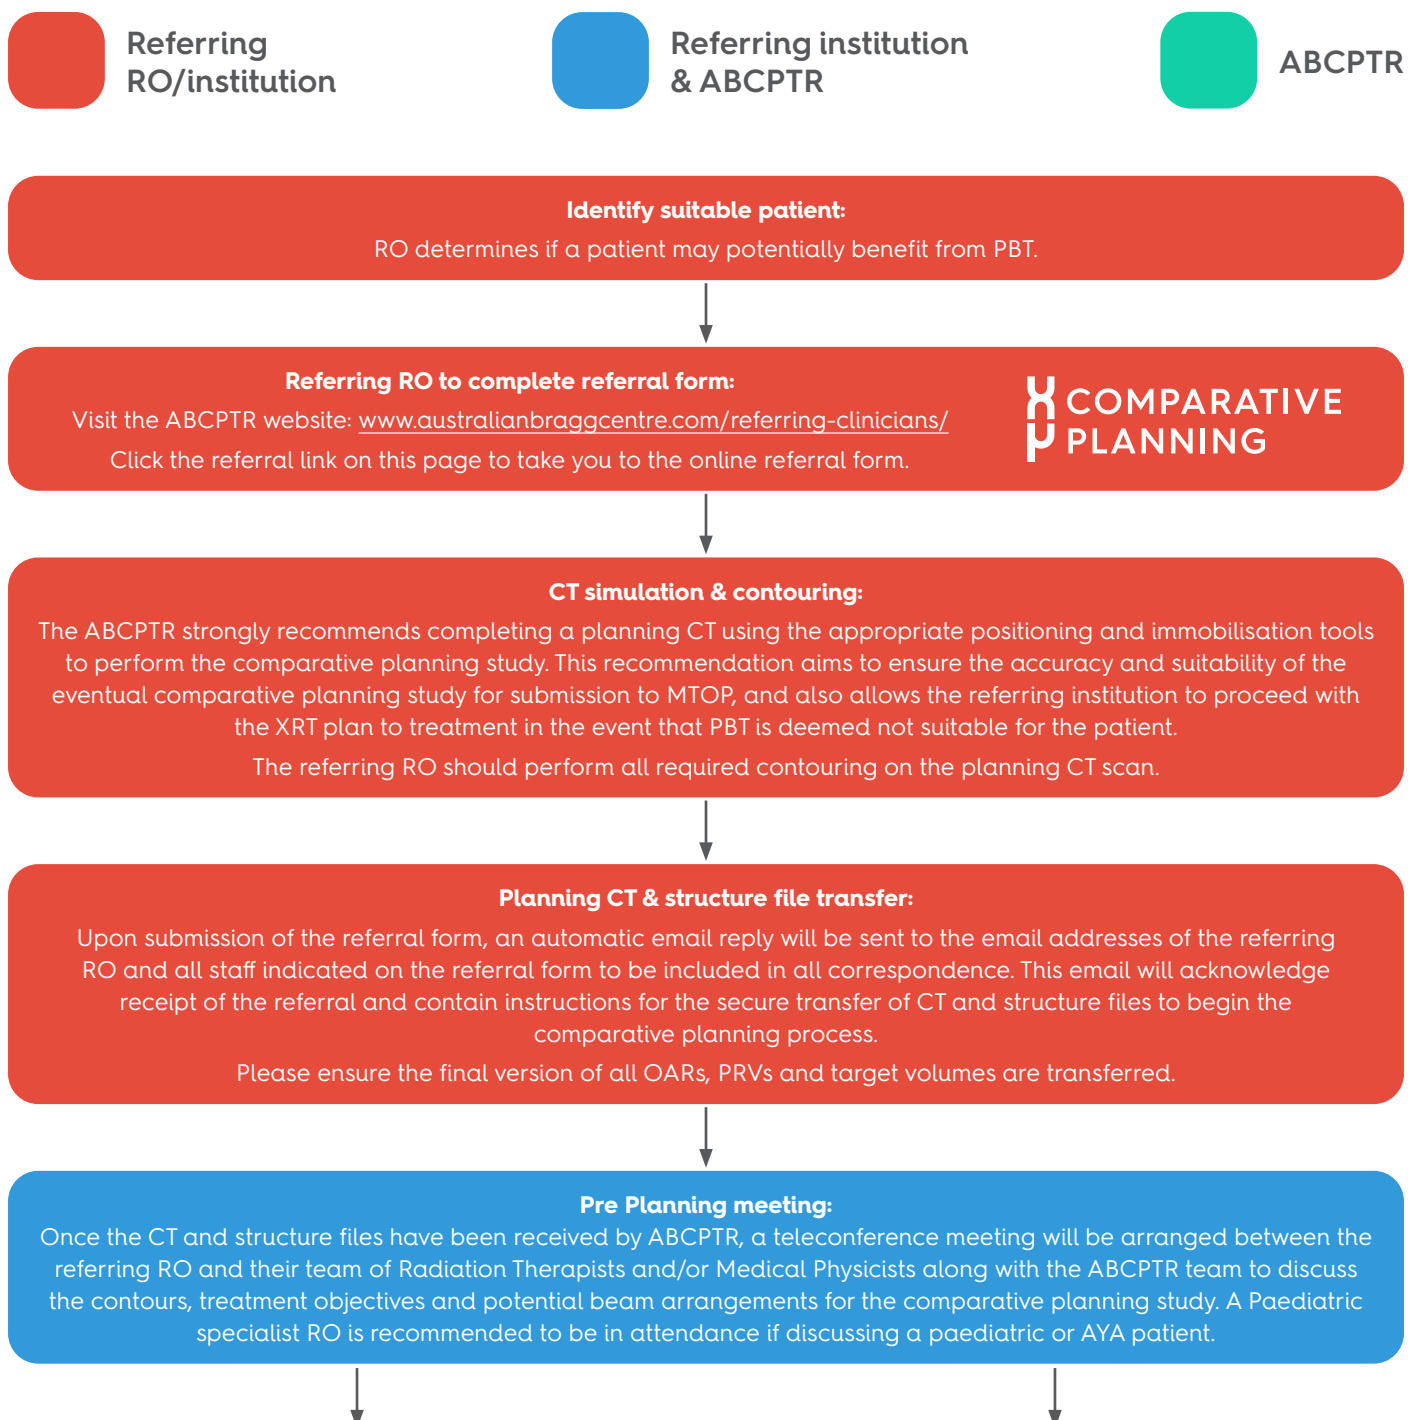 Referring
RO/institution
Referring institution
& ABCPTR
ABCPTR
Identify suitable patient:
RO determines if a patient may potentially benefit from PBT.
Referring RO to complete referral form:
Visit the ABCPTR website: www.australianbraggcentre.com/referring-clinicians/
Click the referral link on this page to take you to the online referral form.
COMPARATIVE
PLANNING
CT simulation & contouring:
The ABCPTR strongly recommends completing a planning CT using the appropriate positioning and immobilisation tools
to perform the comparative planning study. This recommendation aims to ensure the accuracy and suitability of the
eventual comparative planning study for submission to MTOP, and also allows the referring institution to proceed with
the XRT plan to treatment in the event that PBT is deemed not suitable for the patient.
The referring RO should perform all required contouring on the planning CT scan.
Planning CT & structure file transfer:
Upon submission of the referral form, an automatic email reply will be sent to the email addresses of the referring
RO and all staff indicated on the referral form to be included in all correspondence. This email will acknowledge
receipt of the referral and contain instructions for the secure transfer of CT and structure files to begin the
comparative planning process.
Please ensure the final version of all OARs, PRVs and target volumes are transferred.
Pre Planning meeting:
Once the CT and structure files have been received by ABCPTR, a teleconference meeting will be arranged between the
referring RO and their team of Radiation Therapists and/or Medical Physicists along with the ABCPTR team to discuss
the contours, treatment objectives and potential beam arrangements for the comparative planning study. A Paediatric
specialist RO is recommended to be in attendance if discussing a paediatric or AYA patient.